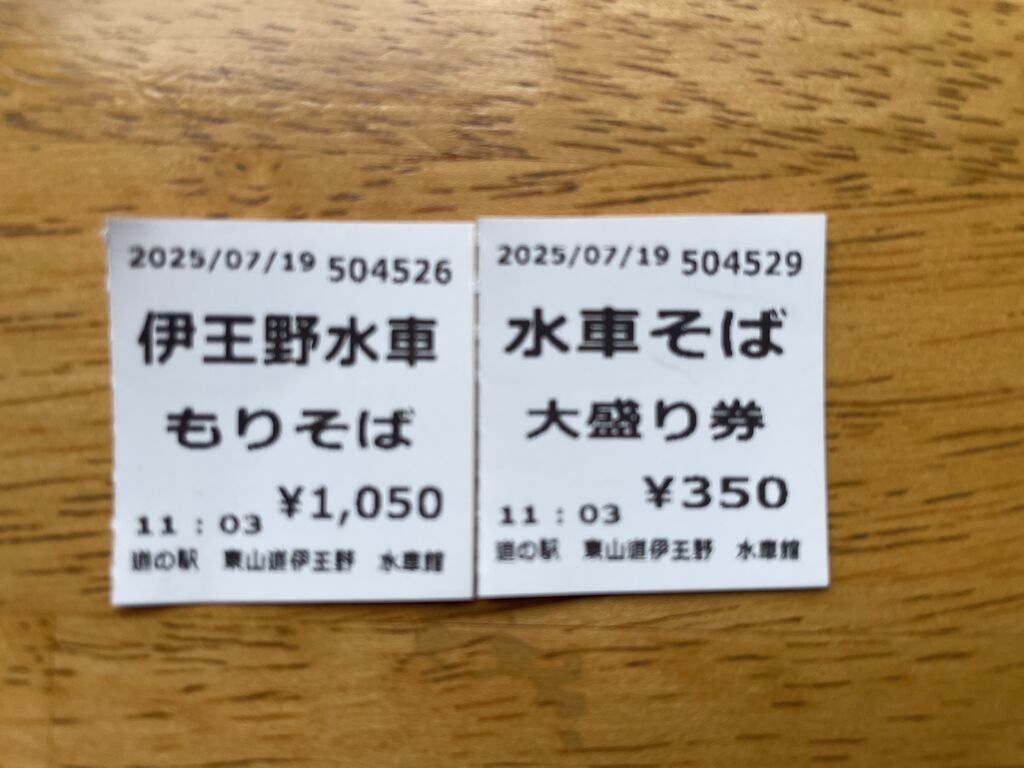 2025/07/19 504526
伊王野水車
もりそば
11:03 ¥1,050
道の駅 東山道伊王野 水車館
2025/07/19 504529
水車そば
大盛り券
11:03 ¥350
道の駅 東山道伊王野 水車館